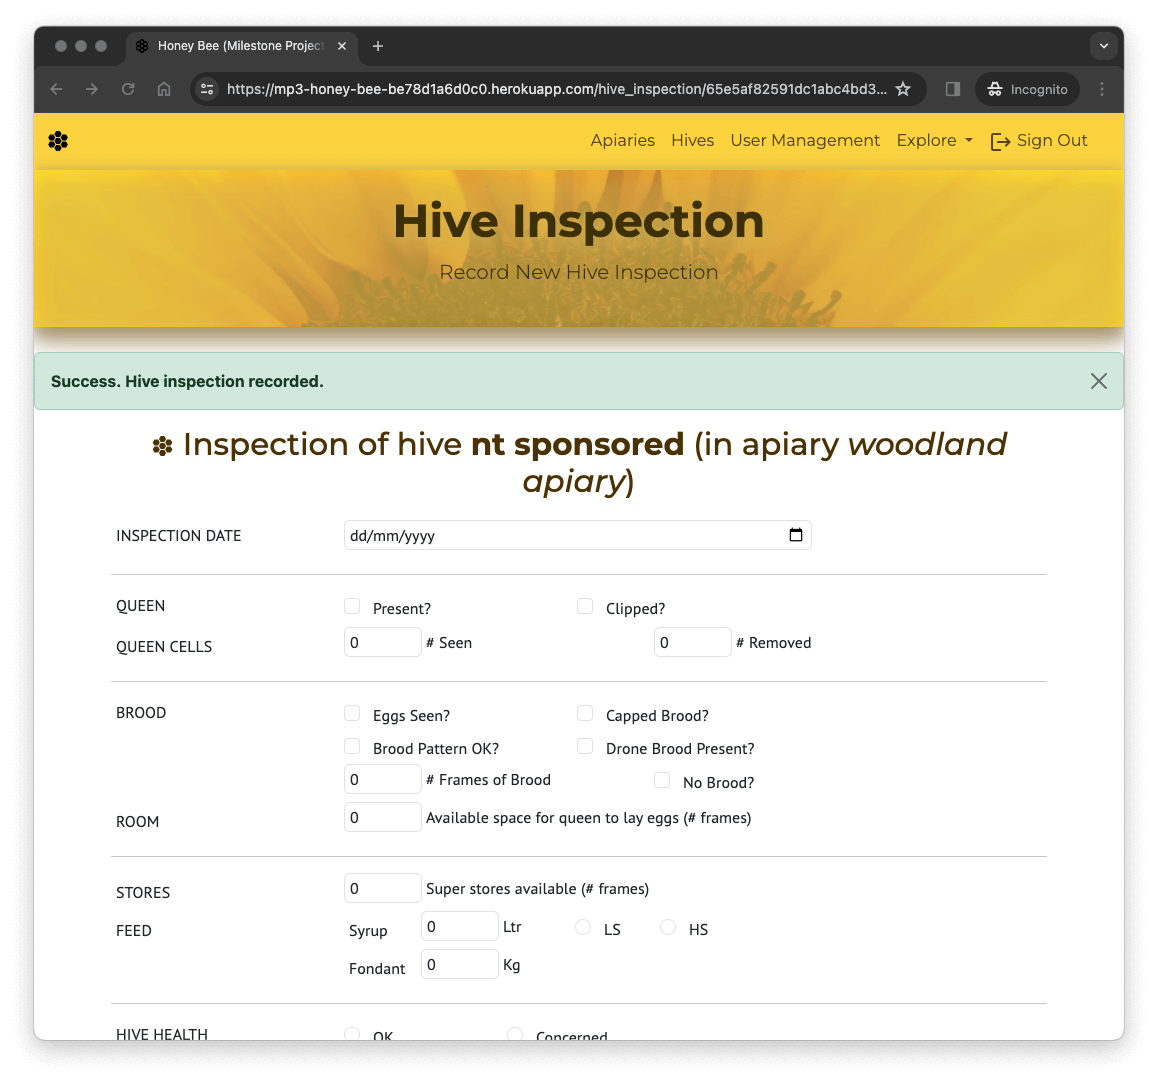 Honey Bee (Milestone Project
https://mp3-honey-bee-be78d1a6d0c0.herokuapp.com/hive_inspection/65e5af82591dc1abc4bd3...
Incognito
Apiaries Hives User Management Explore Sign Out
Hive Inspection
Record New Hive Inspection
Success. Hive inspection recorded.
Inspection of hive nt sponsored (in apiary woodland
apiary)
INSPECTION DATE dd/mm/yyyy
QUEEN Present? Clipped?
QUEEN CELLS 0 # Seen 0 # Removed
BROOD Eggs Seen? Capped Brood?
Brood Pattern OK? Drone Brood Present?
0 # Frames of Brood No Brood?
ROOM 0 Available space for queen to lay eggs (# frames)
STORES 0 Super stores available (# frames)
FEED Syrup 0 Ltr LS HS
Fondant 0 Kg
HIVE HEALTH OK Concerned